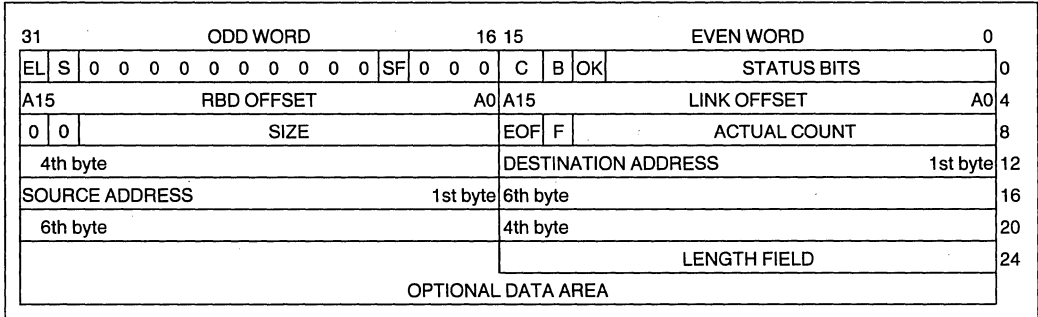 31 ODD WORD 16 15 EVEN WORD 0
EL S 0 0 0 0 0 0 0 0 0 0 SF 0 0 0 C B OK STATUS BITS 0
A15 RBD OFFSET A0 A15 LINK OFFSET A0 4
0 0 SIZE EOF F ACTUAL COUNT 8
4th byte DESTINATION ADDRESS 1st byte 12
SOURCE ADDRESS 1st byte 6th byte 16
6th byte 4th byte 20
LENGTH FIELD 24
OPTIONAL DATA AREA